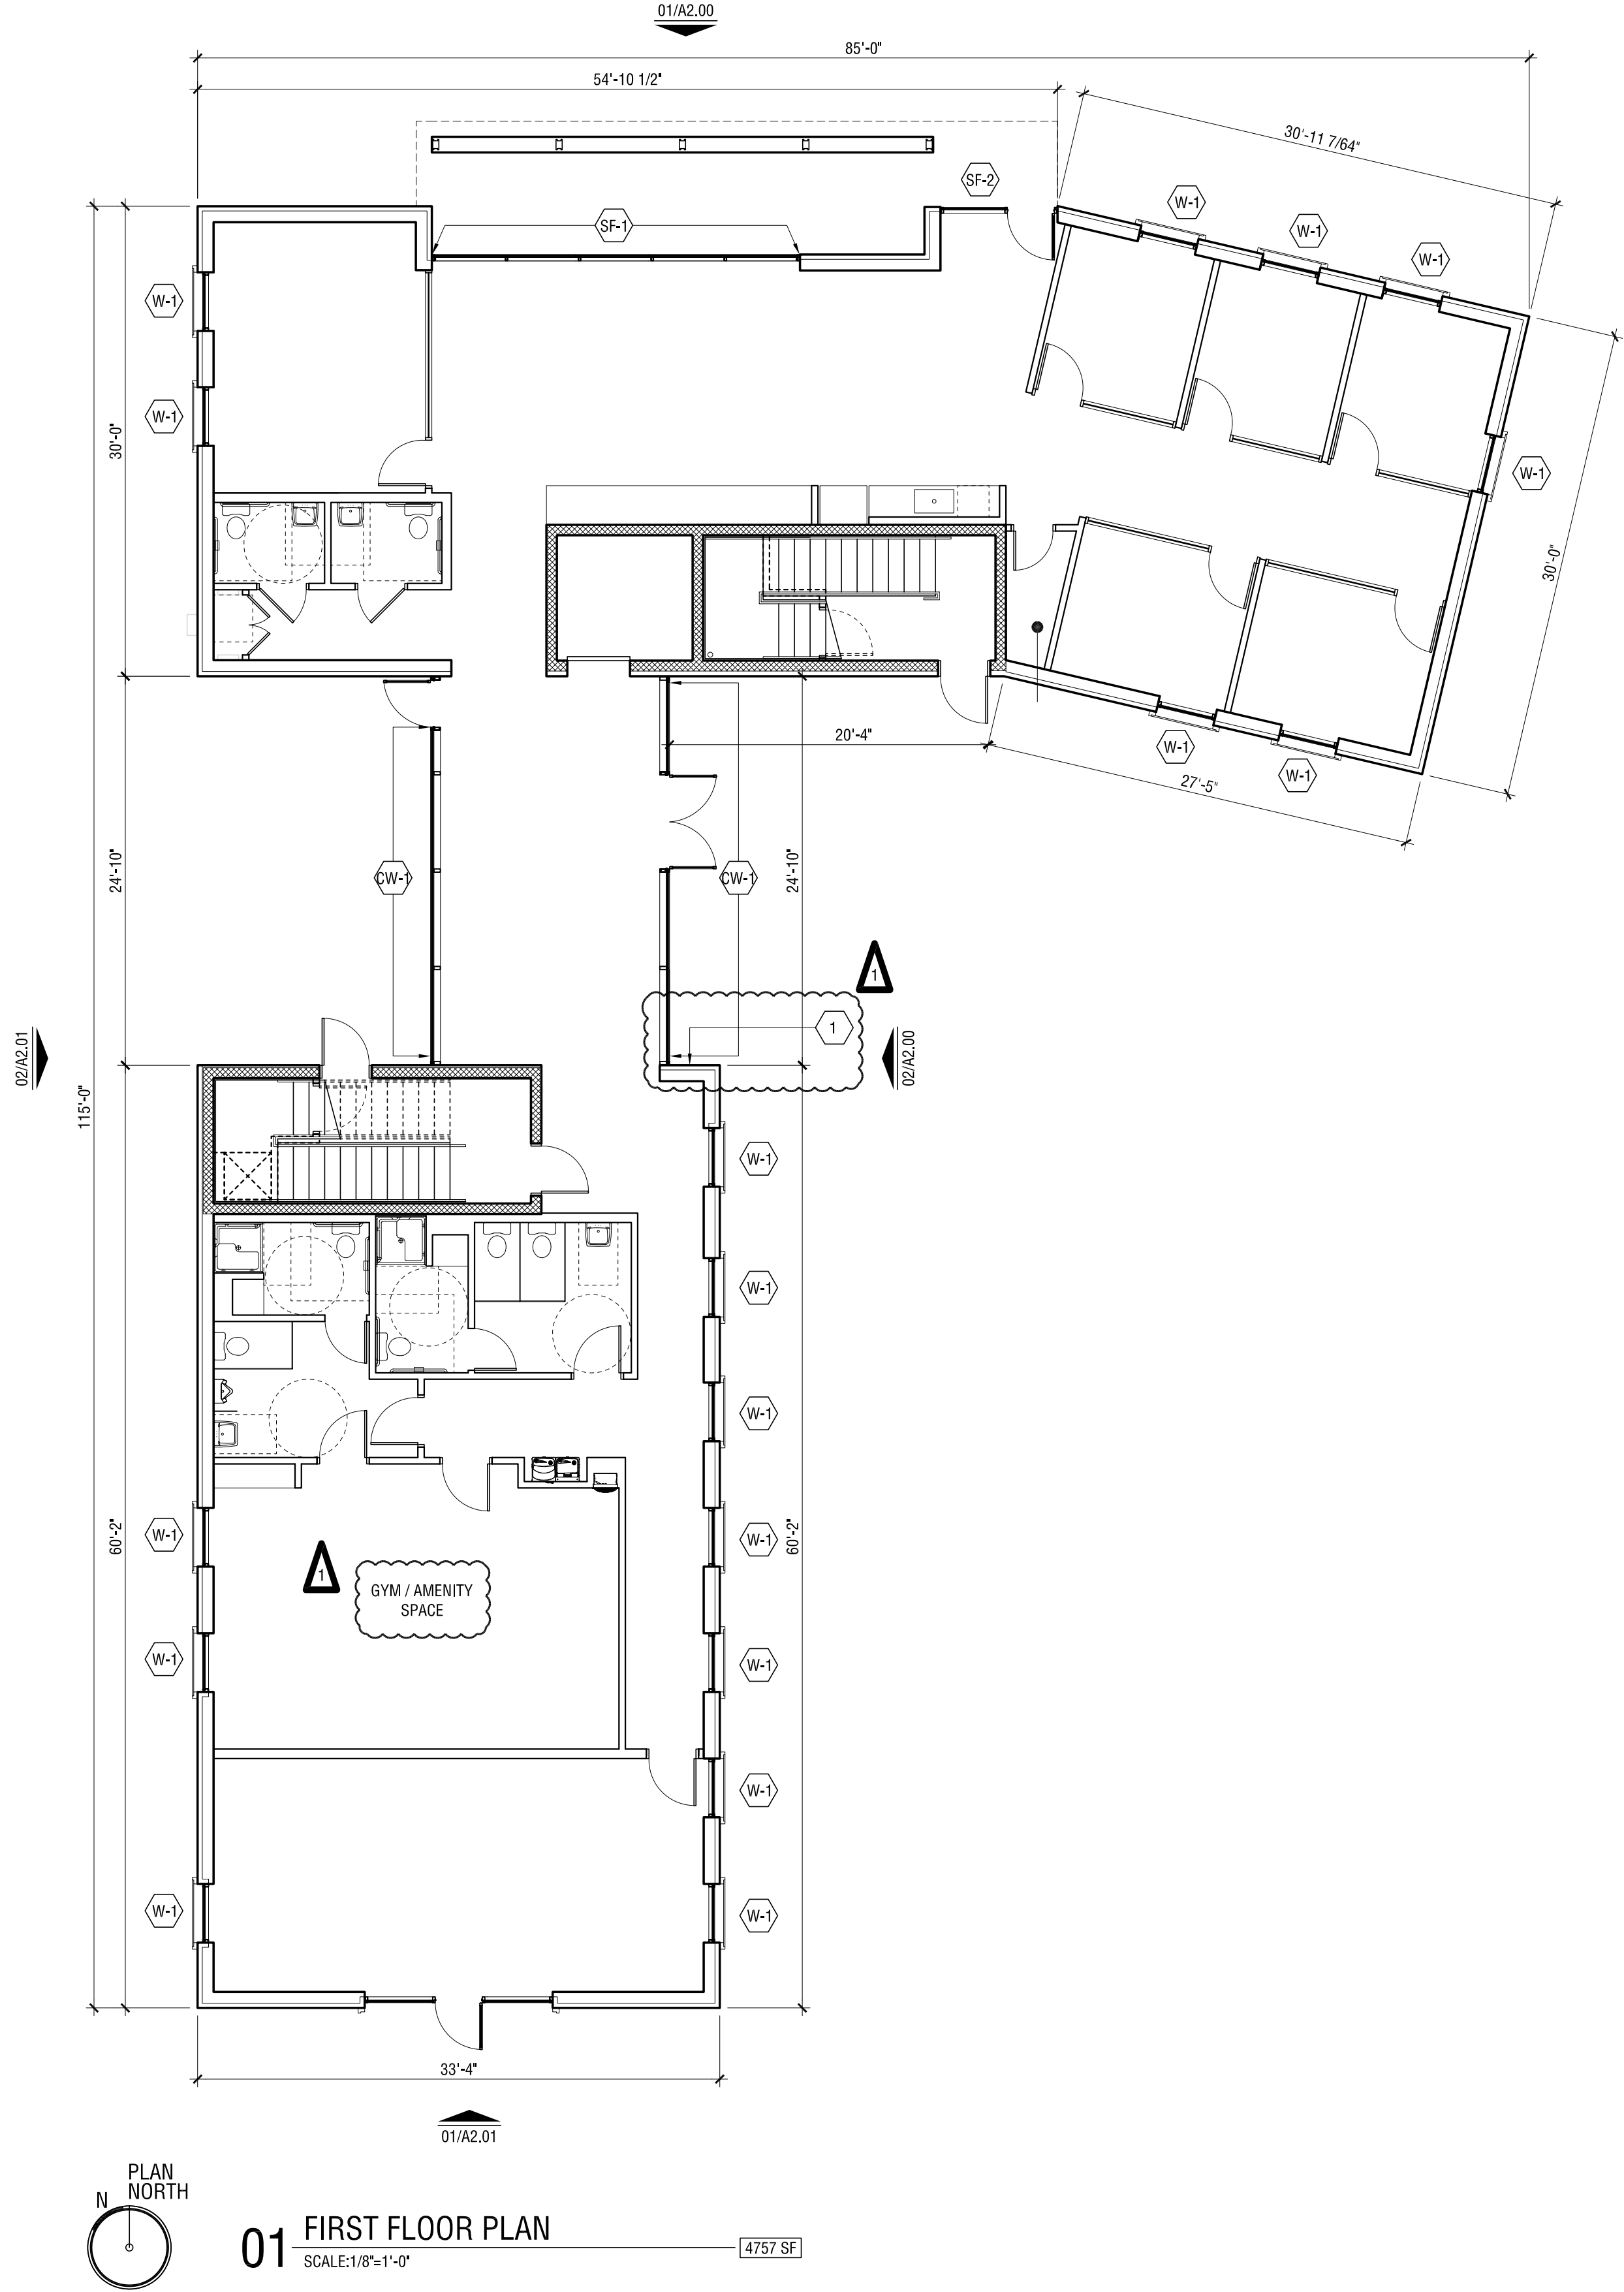 01/A2.00
85'-0"
54'-10 1/2"
30'-11 7/64"
SF-2
W-1
SF-1
W-1
W-1
W-1
W-1
W-1
30'-0"
30'-0"
20'-4"
W-1
W-1
27'-5"
24'-10"
CW-1
CW-1
24'-10"
1
1
02/A2.01
02/A2.00
115'-0"
W-1
W-1
W-1
W-1
W-1
60'-2"
60'-2"
1
GYM / AMENITY
SPACE
W-1
W-1
W-1
W-1
W-1
33'-4"
01/A2.01
PLAN
NORTH
N
01
FIRST FLOOR PLAN
SCALE:1/8"=1'-0"
4757 SF